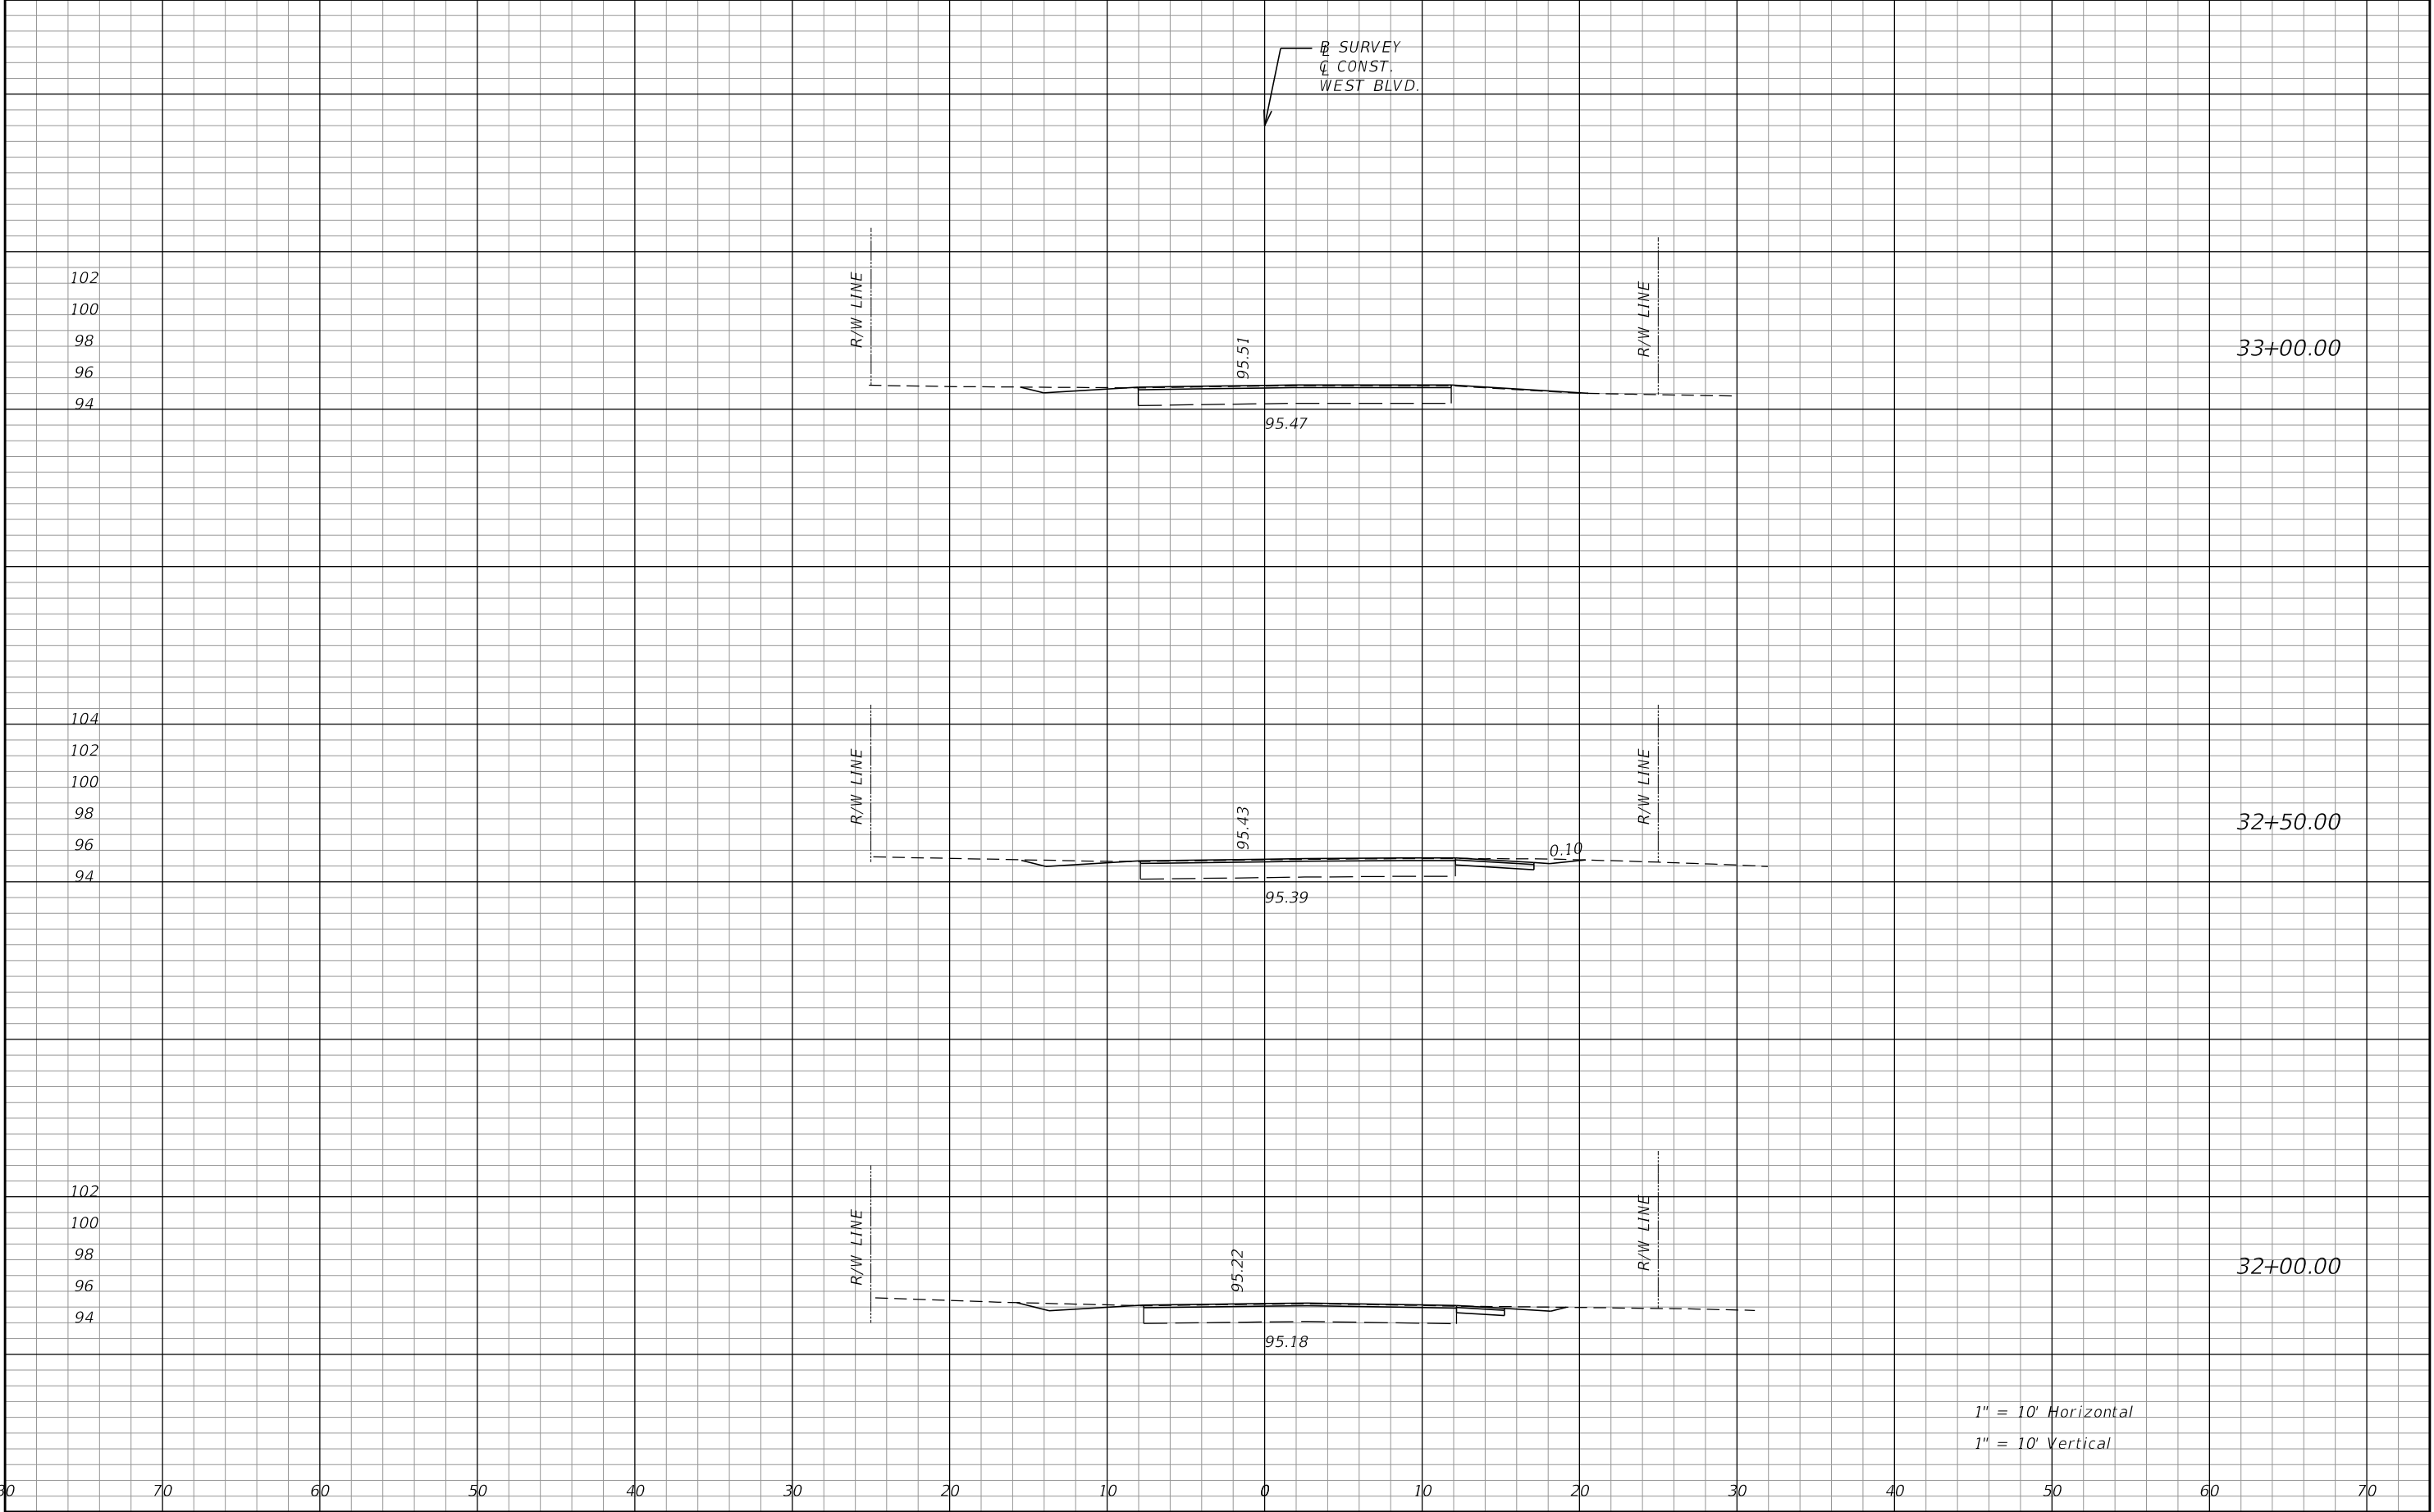 B̶L SURVEY
CL CONST.
WEST BLVD.
R/W LINE
R/W LINE
102
100
98
96
94
95.51
95.47
33+00.00
R/W LINE
R/W LINE
104
102
100
98
96
94
95.43
0.10
95.39
32+50.00
R/W LINE
R/W LINE
102
100
98
96
94
95.22
95.18
32+00.00
1" = 10' Horizontal
1" = 10' Vertical
80 70 60 50 40 30 20 10 0 10 20 30 40 50 60 70